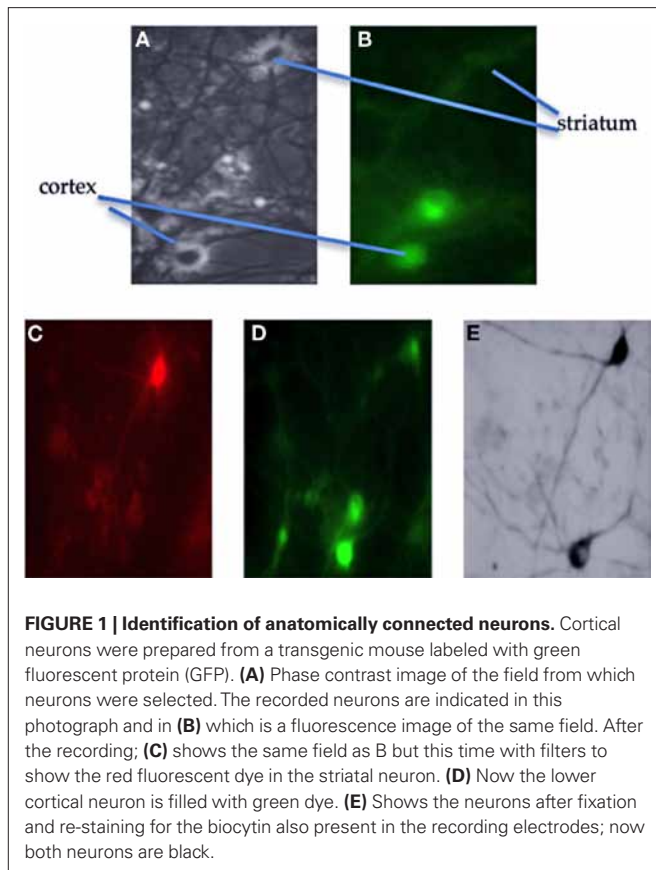 A
B
striatum
cortex
C
D
E
FIGURE 1 | Identification of anatomically connected neurons. Cortical
neurons were prepared from a transgenic mouse labeled with green
fluorescent protein (GFP). (A) Phase contrast image of the field from which
neurons were selected. The recorded neurons are indicated in this
photograph and in (B) which is a fluorescence image of the same field. After
the recording; (C) shows the same field as B but this time with filters to
show the red fluorescent dye in the striatal neuron. (D) Now the lower
cortical neuron is filled with green dye. (E) Shows the neurons after fixation
and re-staining for the biocytin also present in the recording electrodes; now
both neurons are black.